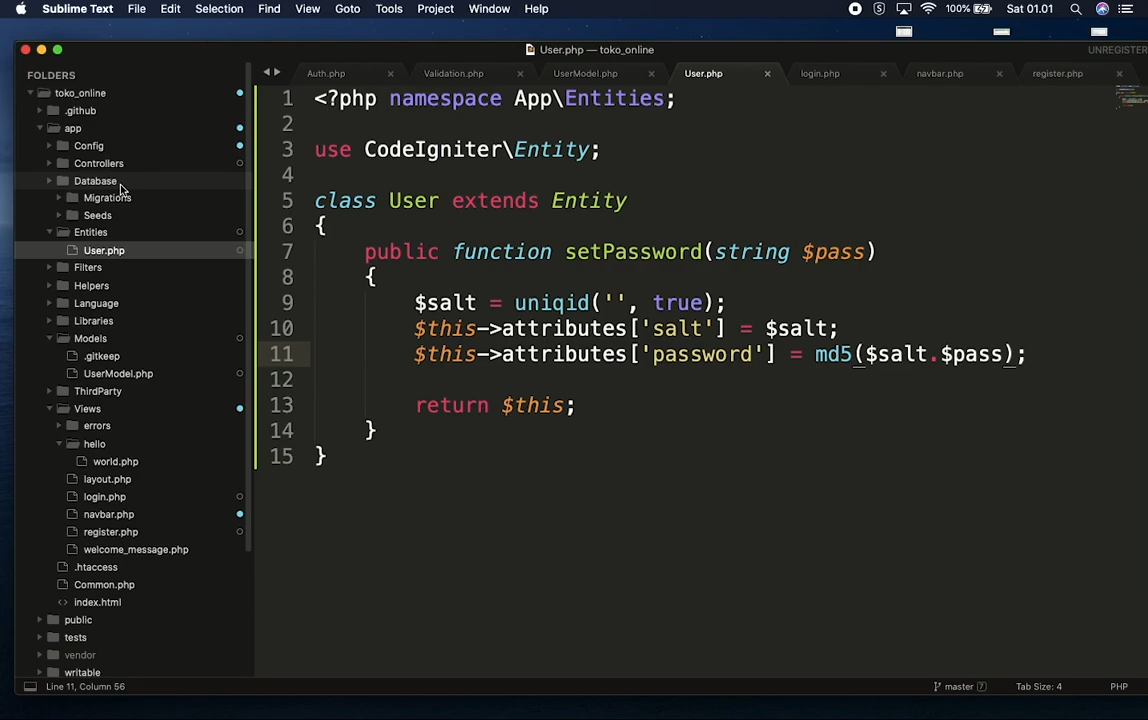 Sublime Text File Edit Selection Find View Goto Tools Project Window Help S 100% Sat 01.01
User.php — toko_online UNREGISTER
FOLDERS
toko_online
.github
app
Config
Controllers
Database
Migrations
Seeds
Entities
User.php
Filters
Helpers
Language
Libraries
Models
.gitkeep
UserModel.php
ThirdParty
Views
errors
hello
world.php
layout.php
login.php
navbar.php
register.php
welcome_message.php
.htaccess
Common.php
index.html
public
tests
vendor
writable
Auth.php × Validation.php × UserModel.php × User.php × login.php × navbar.php × register.php ×
1 <?php namespace App\Entities;
2
3 use CodeIgniter\Entity;
4
5 class User extends Entity
6 {
7 public function setPassword(string $pass)
8 {
9 $salt = uniqid('', true);
10 $this->attributes['salt'] = $salt;
11 $this->attributes['password'] = md5($salt.$pass);
12
13 return $this;
14 }
15 }
Line 11, Column 56 master 7 Tab Size: 4 PHP